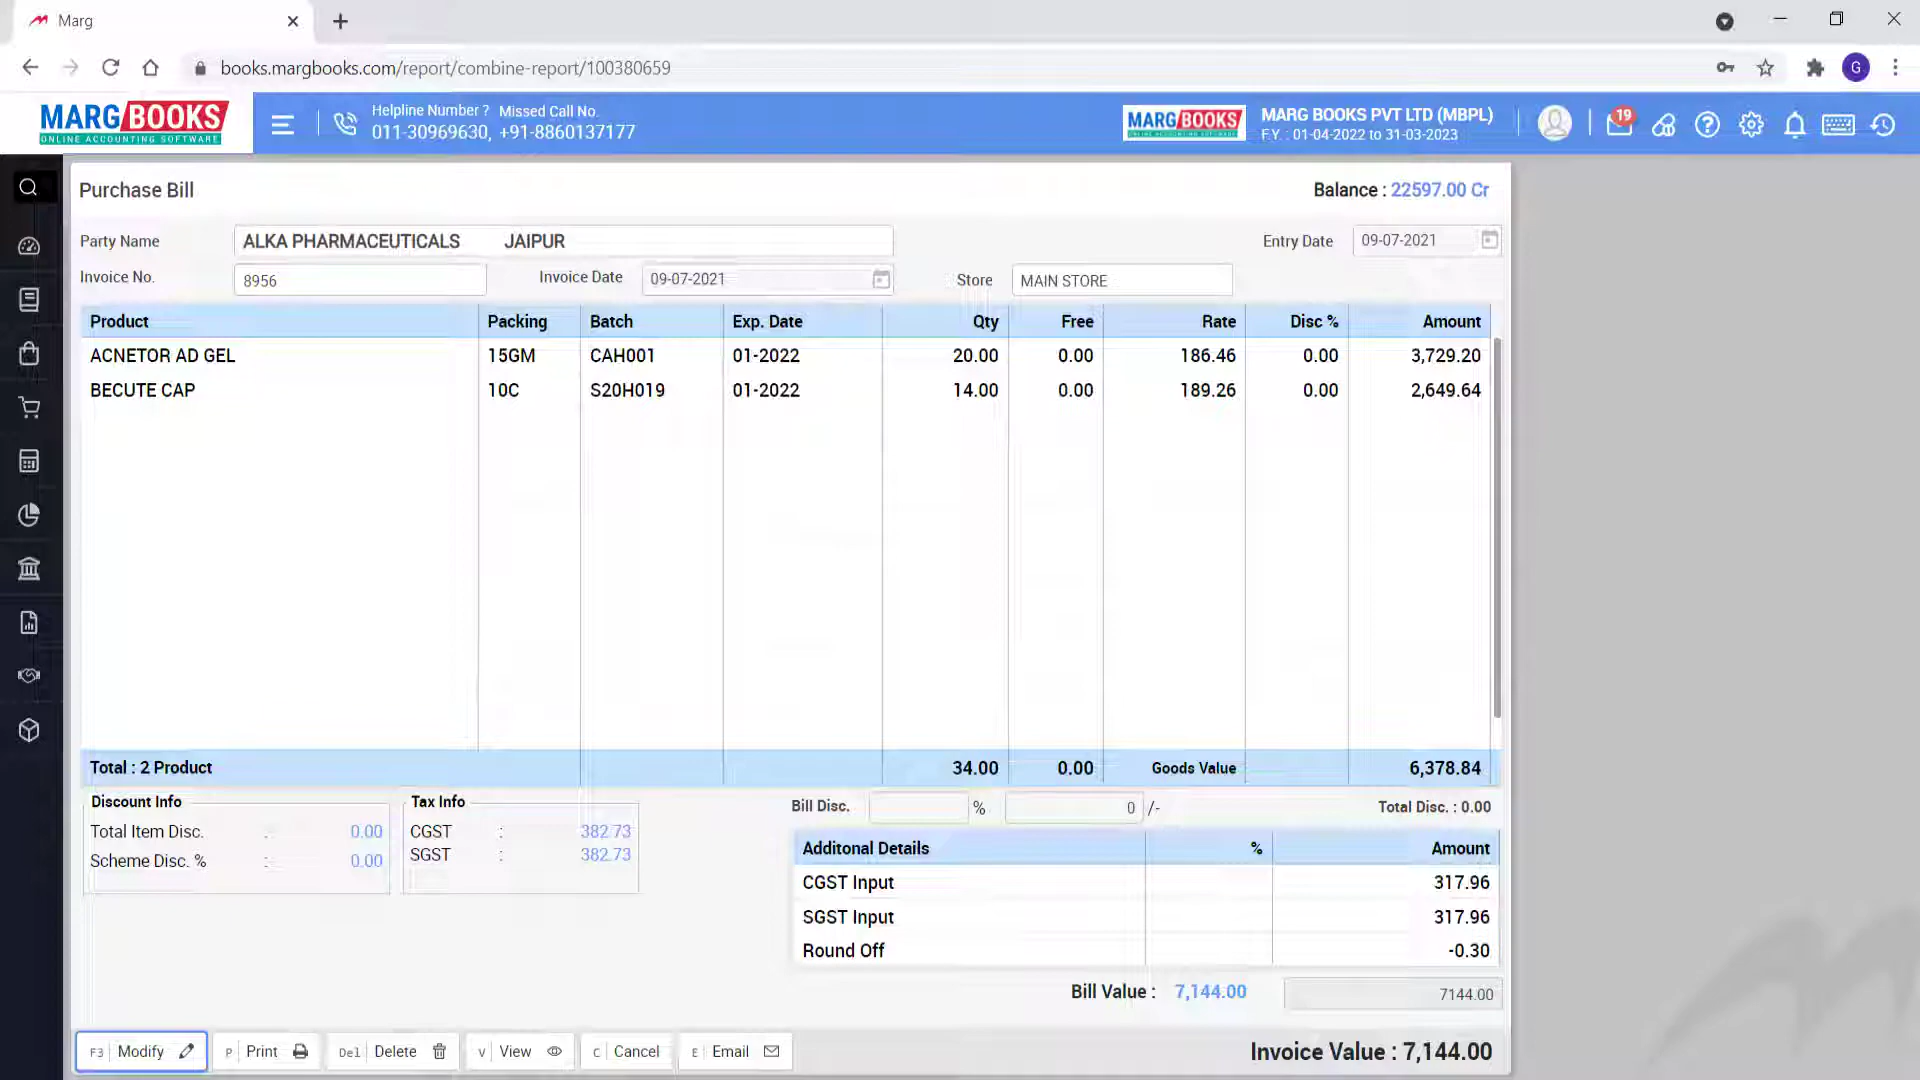 Marg
books.margbooks.com/report/combine-report/100380659
G
MARG BOOKS
ONLINE ACCOUNTING SOFTWARE
Helpline Number ? Missed Call No.
011-30969630, +91-8860137177
MARG BOOKS
MARG BOOKS PVT LTD (MBPL)
F.Y. : 01-04-2022 to 31-03-2023
19
Purchase Bill
Balance : 22597.00 Cr
Party Name ALKA PHARMACEUTICALS JAIPUR Entry Date 09-07-2021
Invoice No. 8956 Invoice Date 09-07-2021 Store MAIN STORE
Product Packing Batch Exp. Date Qty Free Rate Disc % Amount
ACNETOR AD GEL 15GM CAH001 01-2022 20.00 0.00 186.46 0.00 3,729.20
BECUTE CAP 10C S20H019 01-2022 14.00 0.00 189.26 0.00 2,649.64
Total : 2 Product 34.00 0.00 Goods Value 6,378.84
Discount Info
Total Item Disc. : 0.00
Scheme Disc. % : 0.00
Tax Info
CGST : 382.73
SGST : 382.73
Bill Disc. % 0 /- Total Disc. : 0.00
Additonal Details % Amount
CGST Input 317.96
SGST Input 317.96
Round Off -0.30
Bill Value : 7,144.00 7144.00
F3 Modify P Print Del Delete V View C Cancel E Email Invoice Value : 7,144.00